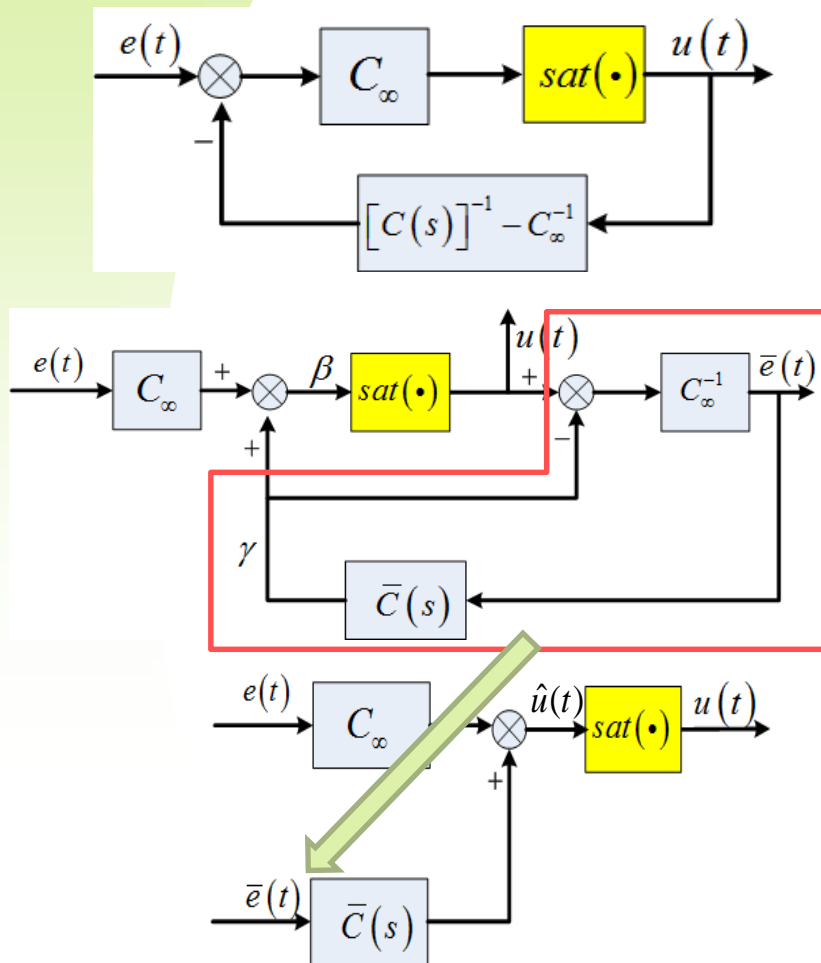 e(t) C∞ sat(•) u(t)
−
[C(s)]⁻¹ − C∞⁻¹
e(t) C∞ + β sat(•) u(t) + C∞⁻¹ e̅(t)
+ −
γ
C̅(s)
e(t) C∞ û(t) sat(•) u(t)
+
e̅(t) C̅(s)